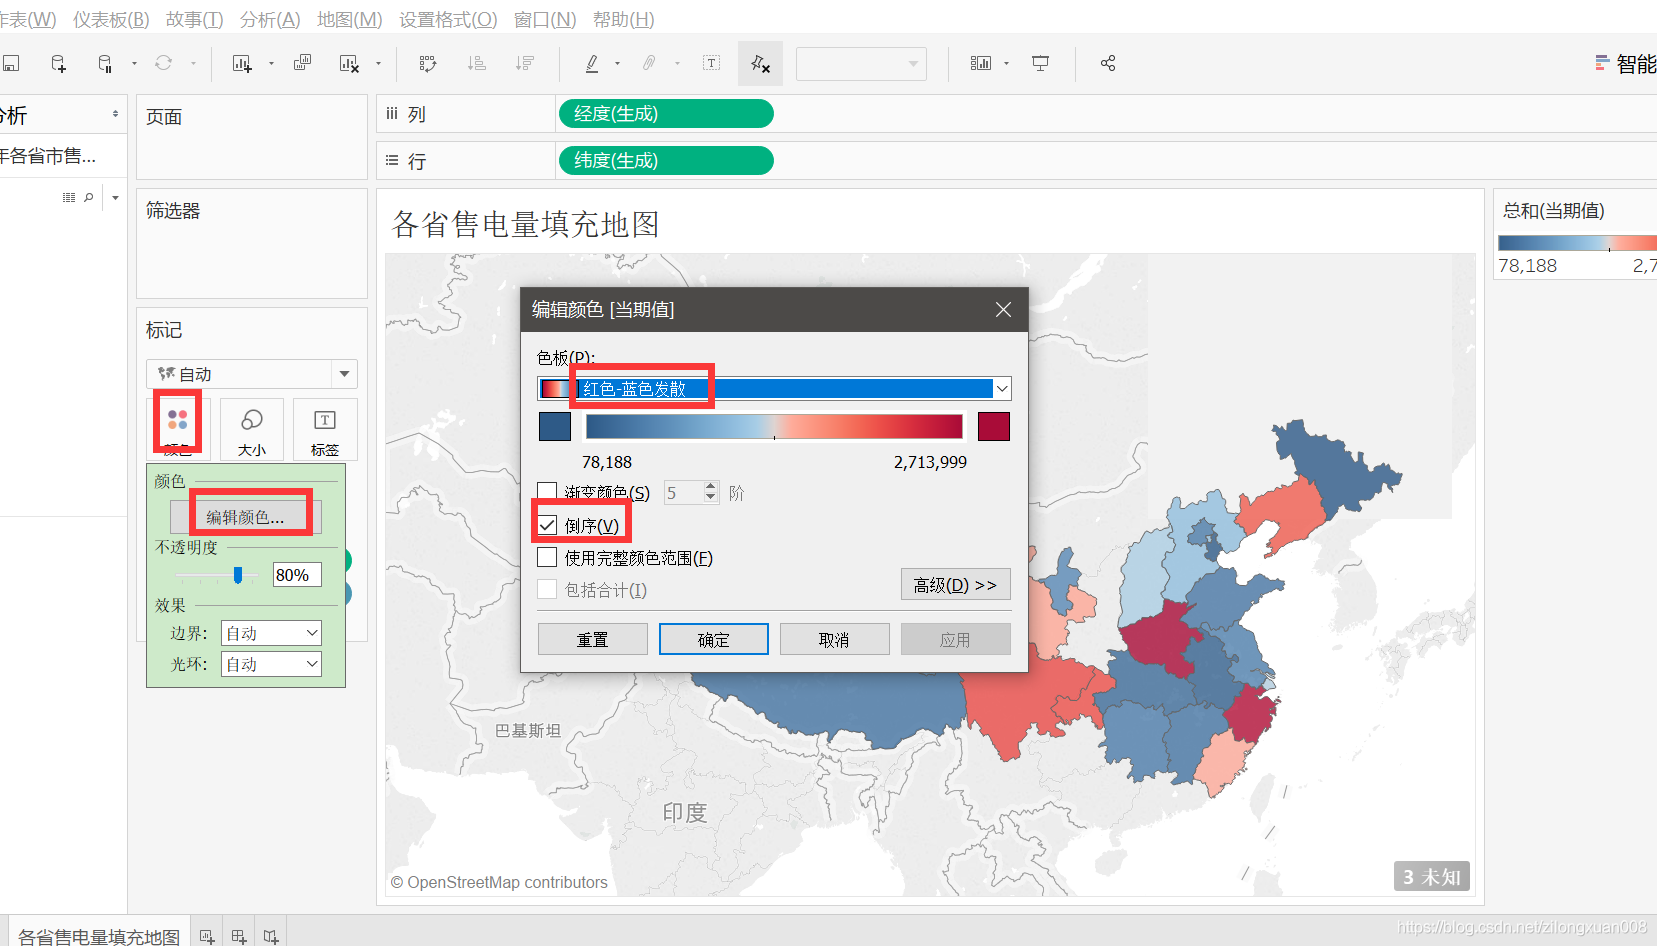 作表(W) 仪表板(B) 故事(T) 分析(A) 地图(M) 设置格式(O) 窗口(N) 帮助(H)
智能
分析
页面
列
经度(生成)
年各省市售...
行
纬度(生成)
筛选器
各省售电量填充地图
总和(当期值)
78,188
2,7
标记
自动
颜色
大小
标签
颜色
编辑颜色...
不透明度
80%
效果
边界:
自动
光环:
自动
编辑颜色 [当期值]
色板(P):
红色-蓝色发散
78,188
2,713,999
渐变颜色(S)
5
阶
倒序(V)
使用完整颜色范围(F)
包括合计(I)
高级(D) >>
重置
确定
取消
应用
巴基斯坦
印度
© OpenStreetMap contributors
3 未知
各省售电量填充地图
https://blog.csdn.net/zilongxuan008